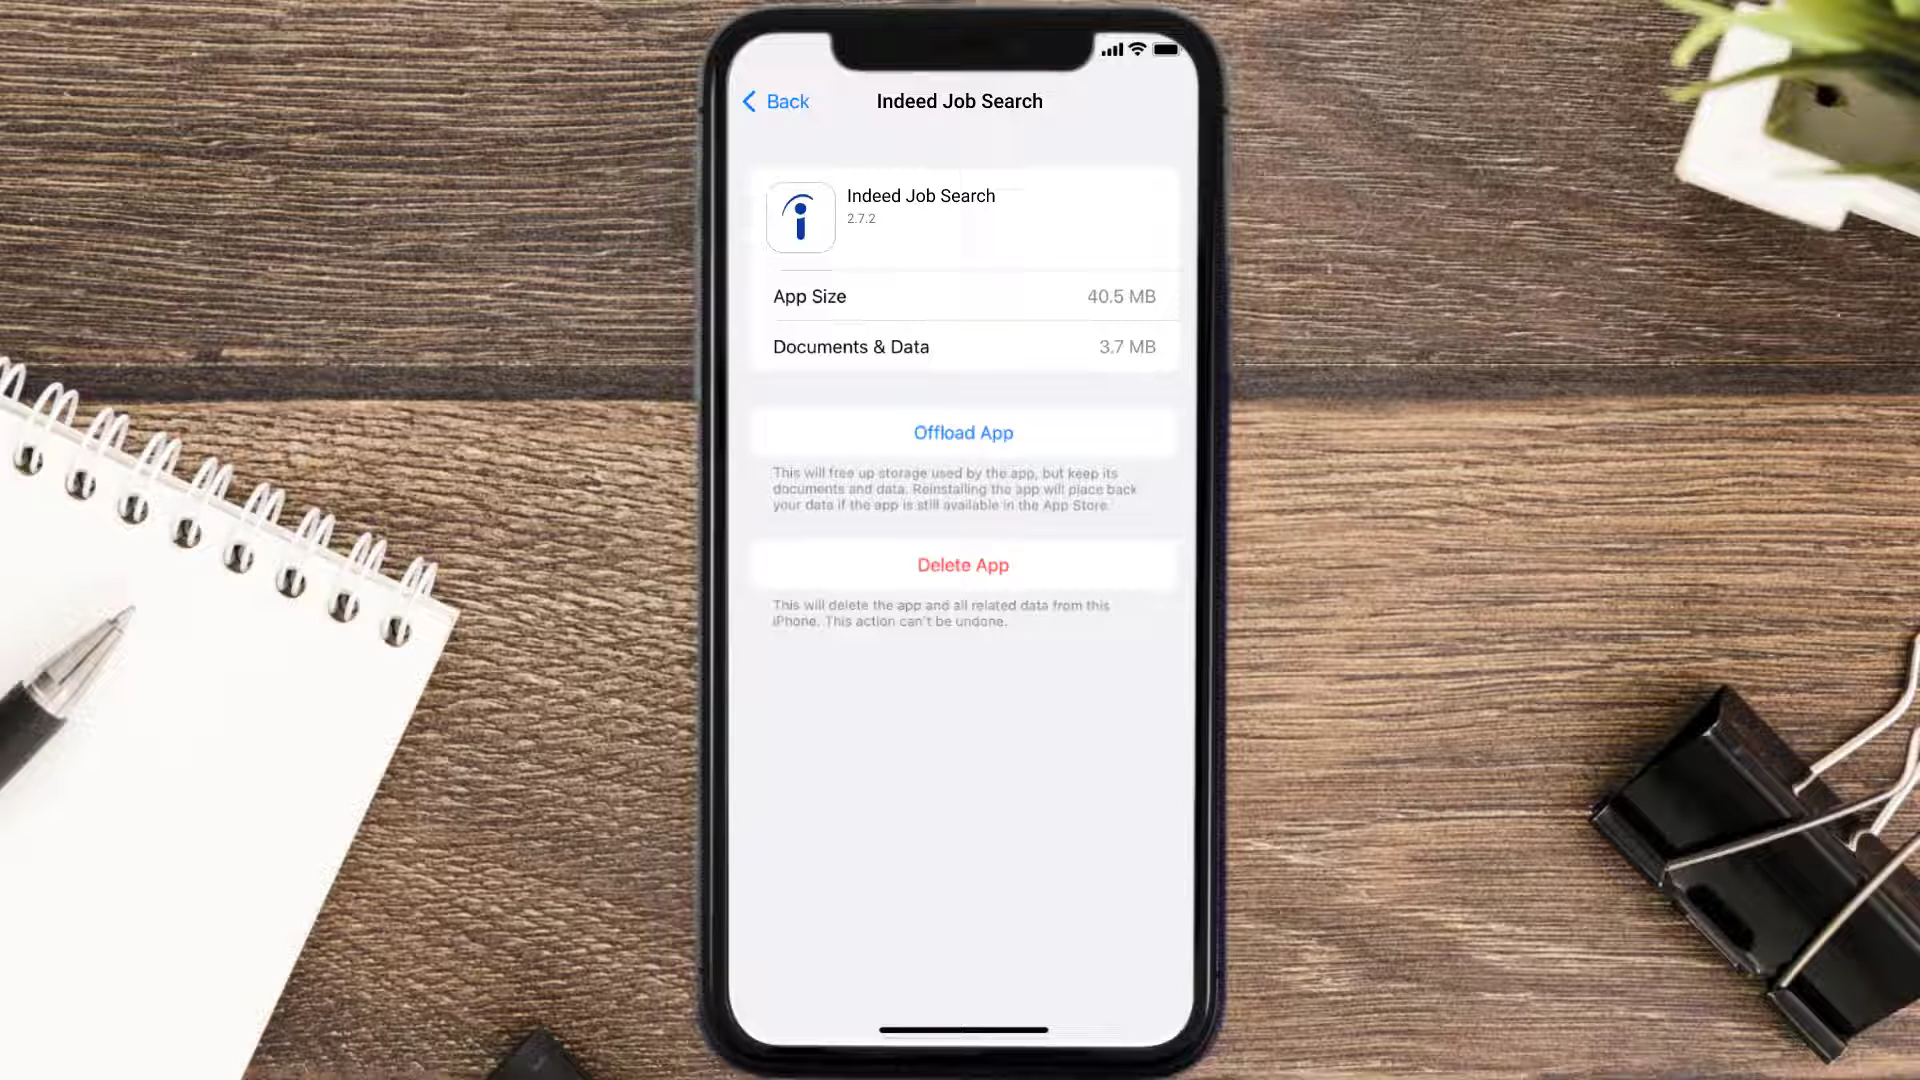 Back
Indeed Job Search
Indeed Job Search
2.7.2
App Size 40.5 MB
Documents & Data 3.7 MB
Offload App
This will free up storage used by the app, but keep its
documents and data. Reinstalling the app will place back
your data if the app is still available in the App Store.
Delete App
This will delete the app and all related data from this
iPhone. This action can't be undone.